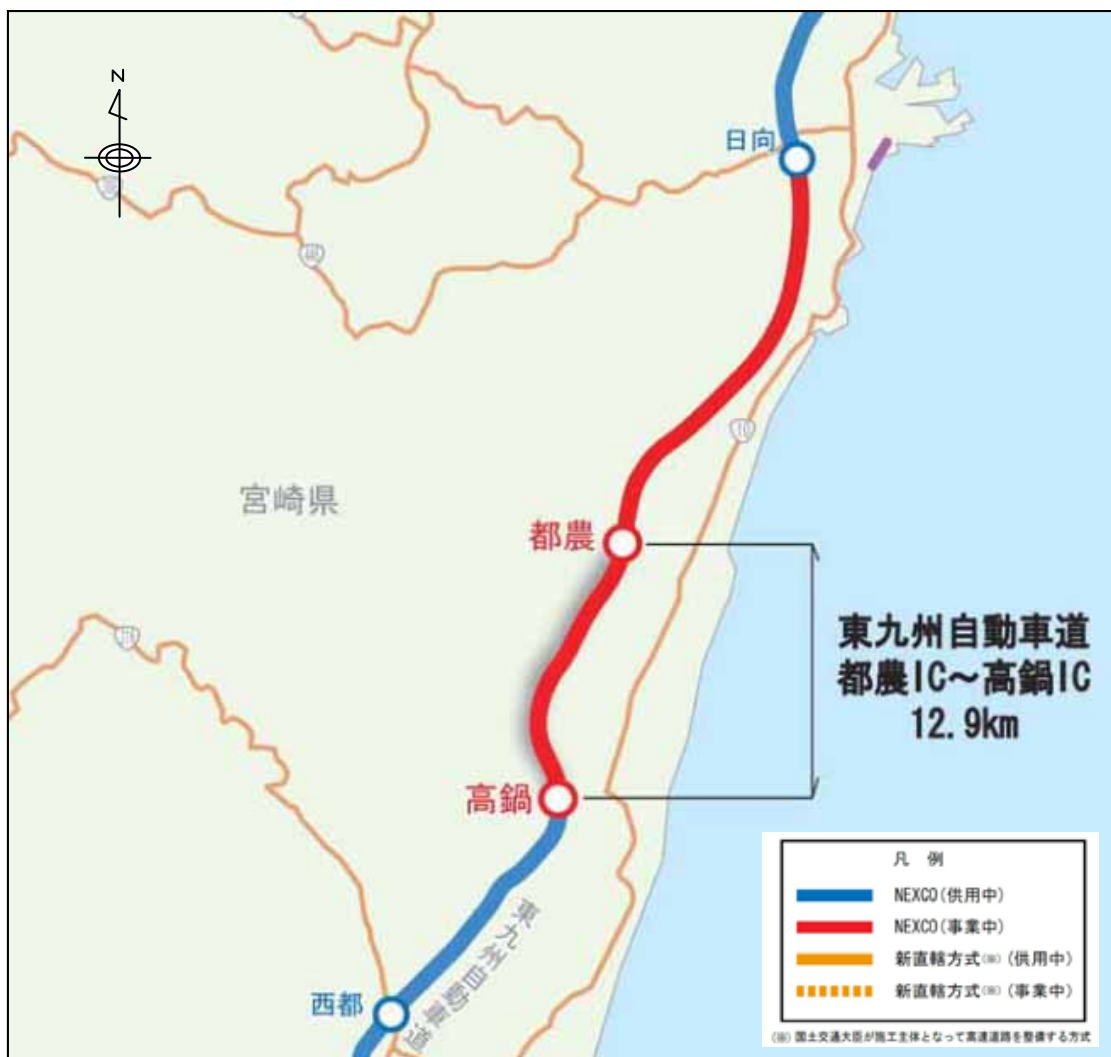 N
日向
10
宮崎県
都農
東九州自動車道
都農IC～高鍋IC
12.9km
高鍋
東九州自動車道
西都
凡 例
NEXCO(供用中)
NEXCO(事業中)
新直轄方式(※)(供用中)
新直轄方式(※)(事業中)
(※) 国土交通大臣が施工主体となって高速道路を整備する方式